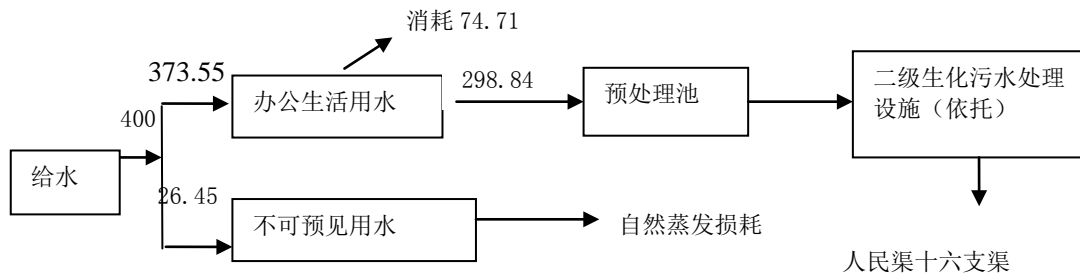 消耗 74.71
373.55
办公生活用水
298.84
预处理池
二级生化污水处理
设施（依托）
400
给水
26.45
不可预见用水
自然蒸发损耗
人民渠十六支渠